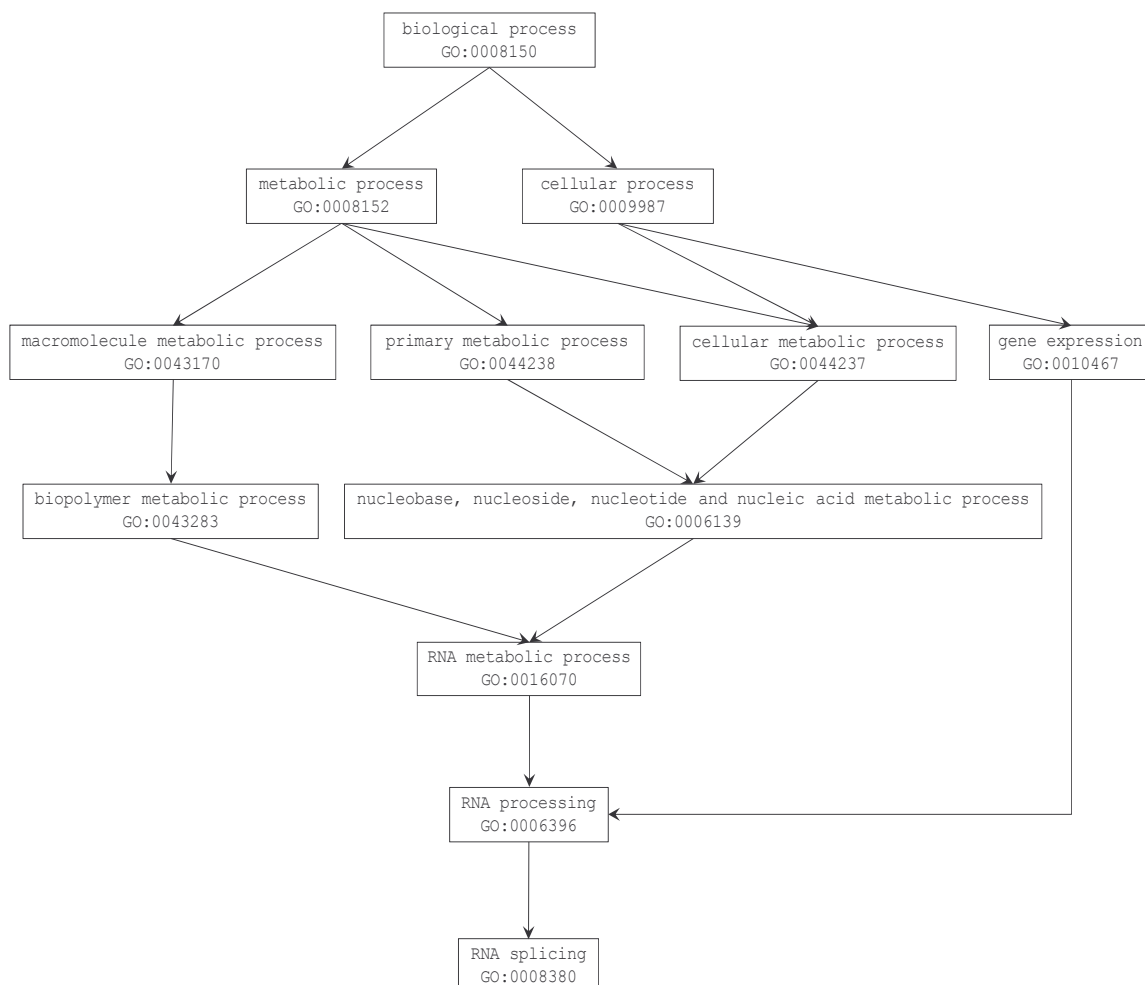 biological process
GO:0008150
metabolic process
GO:0008152
cellular process
GO:0009987
macromolecule metabolic process
GO:0043170
primary metabolic process
GO:0044238
cellular metabolic process
GO:0044237
gene expression
GO:0010467
biopolymer metabolic process
GO:0043283
nucleobase, nucleoside, nucleotide and nucleic acid metabolic process
GO:0006139
RNA metabolic process
GO:0016070
RNA processing
GO:0006396
RNA splicing
GO:0008380